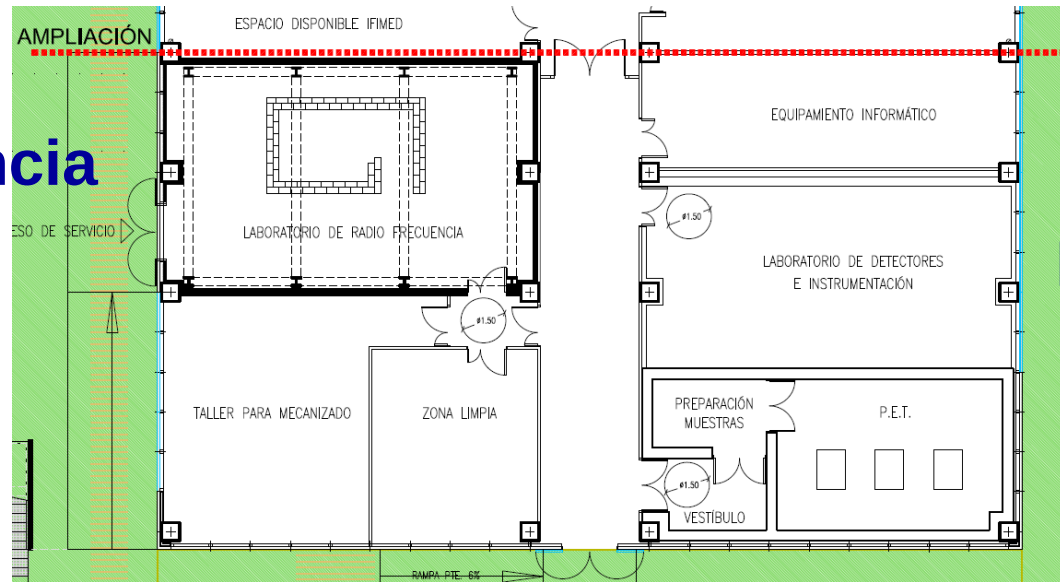 ESPACIO DISPONIBLE IFIMED
AMPLIACIÓN
EQUIPAMIENTO INFORMÁTICO
ncia
ESO DE SERVICIO
LABORATORIO DE RADIO FRECUENCIA
ø1.50
LABORATORIO DE DETECTORES
E INSTRUMENTACIÓN
ø1.50
TALLER PARA MECANIZADO
ZONA LIMPIA
PREPARACIÓN
MUESTRAS
P.E.T.
ø1.50
VESTÍBULO
RAMPA PTE. 6%